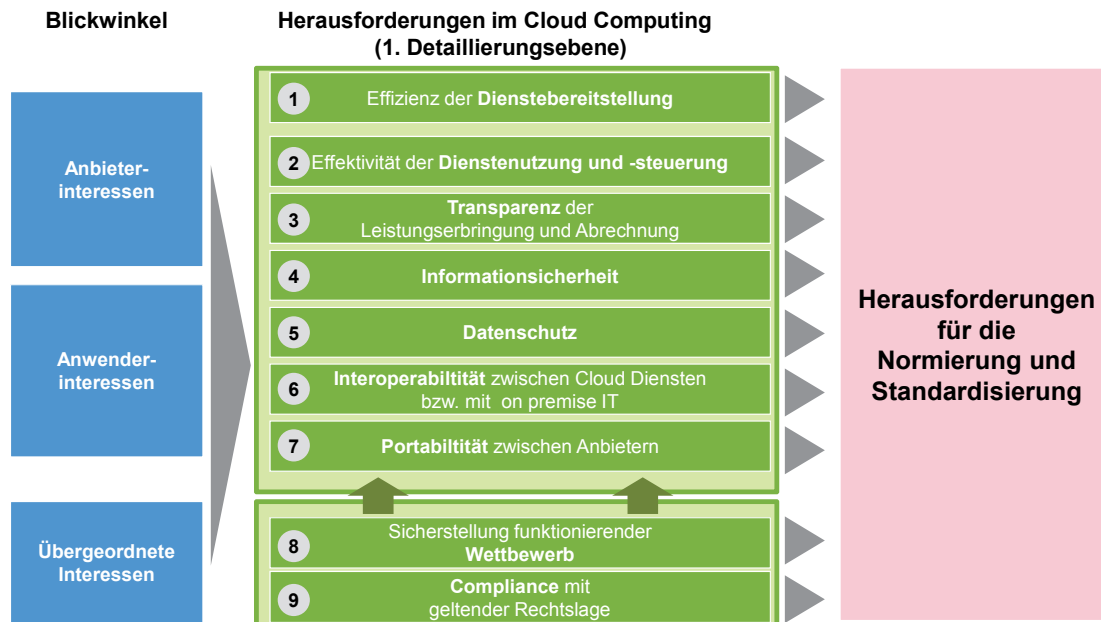 Blickwinkel
Herausforderungen im Cloud Computing
(1. Detaillierungsebene)
Anbieter-
interessen
Anwender-
interessen
Übergeordnete
Interessen
1 Effizienz der Dienstebereitstellung
2 Effektivität der Dienstenutzung und -steuerung
3 Transparenz der
Leistungserbringung und Abrechnung
4 Informationsicherheit
5 Datenschutz
6 Interoperabiltität zwischen Cloud Diensten
bzw. mit on premise IT
7 Portabiltität zwischen Anbietern
8 Sicherstellung funktionierender
Wettbewerb
9 Compliance mit
geltender Rechtslage
Herausforderungen
für die
Normierung und
Standardisierung